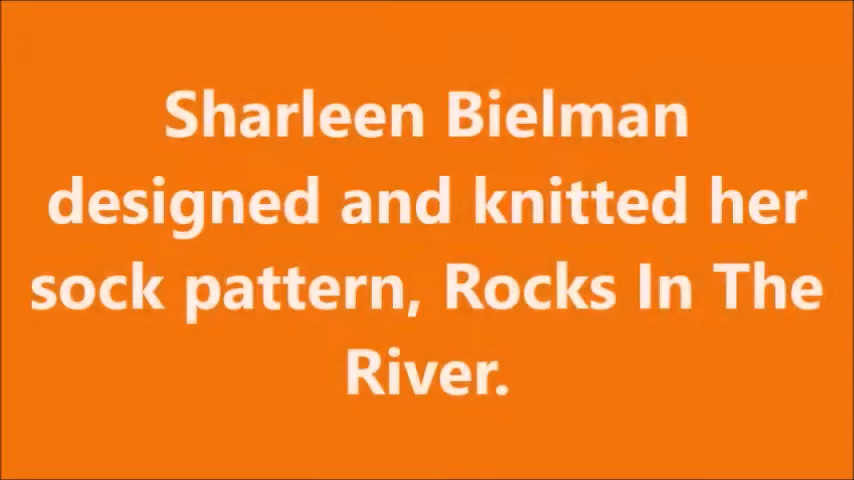 Sharleen Bielman
designed and knitted her
sock pattern, Rocks In The
River.